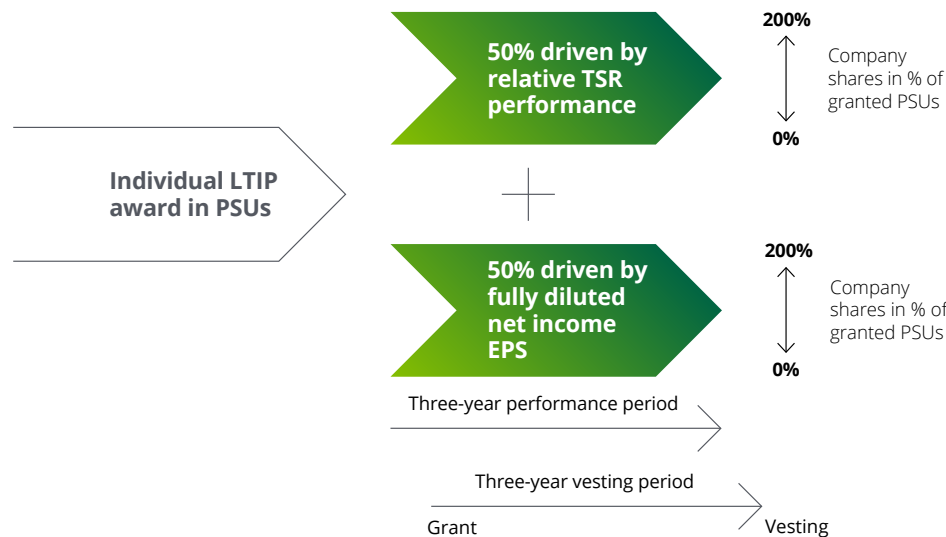 Individual LTIP
award in PSUs
50% driven by
relative TSR
performance
200%
Company
shares in % of
granted PSUs
0%
50% driven by
fully diluted
net income
EPS
200%
Company
shares in % of
granted PSUs
0%
Three-year performance period
Three-year vesting period
Grant
Vesting